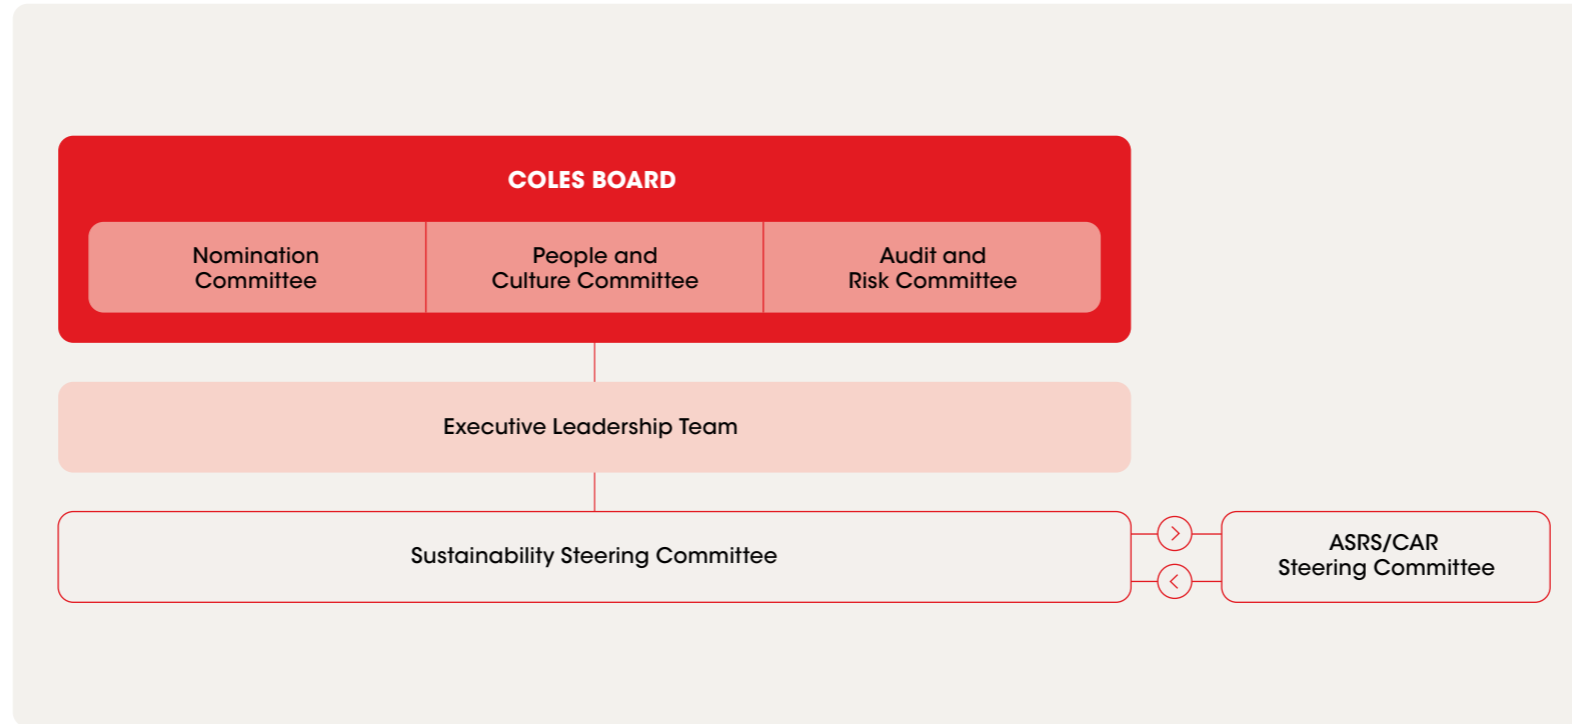 COLES BOARD
Nomination
Committee
People and
Culture Committee
Audit and
Risk Committee
Executive Leadership Team
Sustainability Steering Committee
ASRS/CAR
Steering Committee